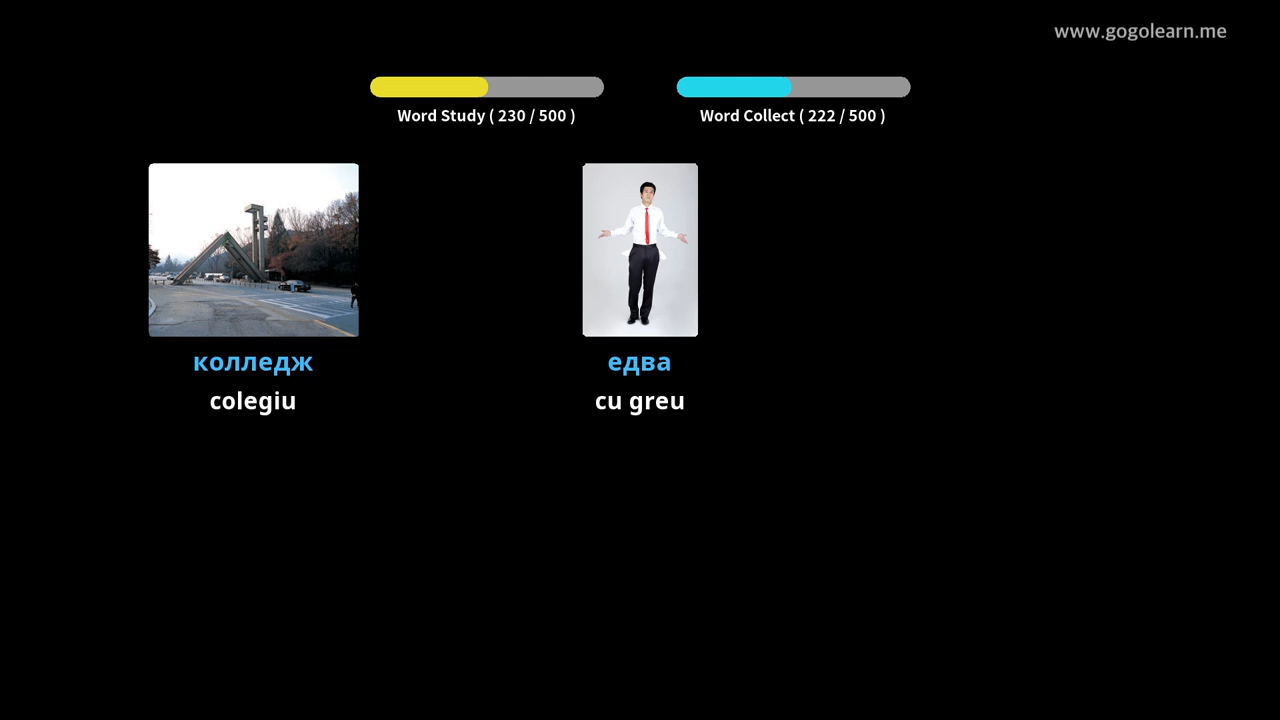 www.gogolearn.me
Word Study ( 230 / 500 )
Word Collect ( 222 / 500 )
колледж
colegiu
едва
cu greu